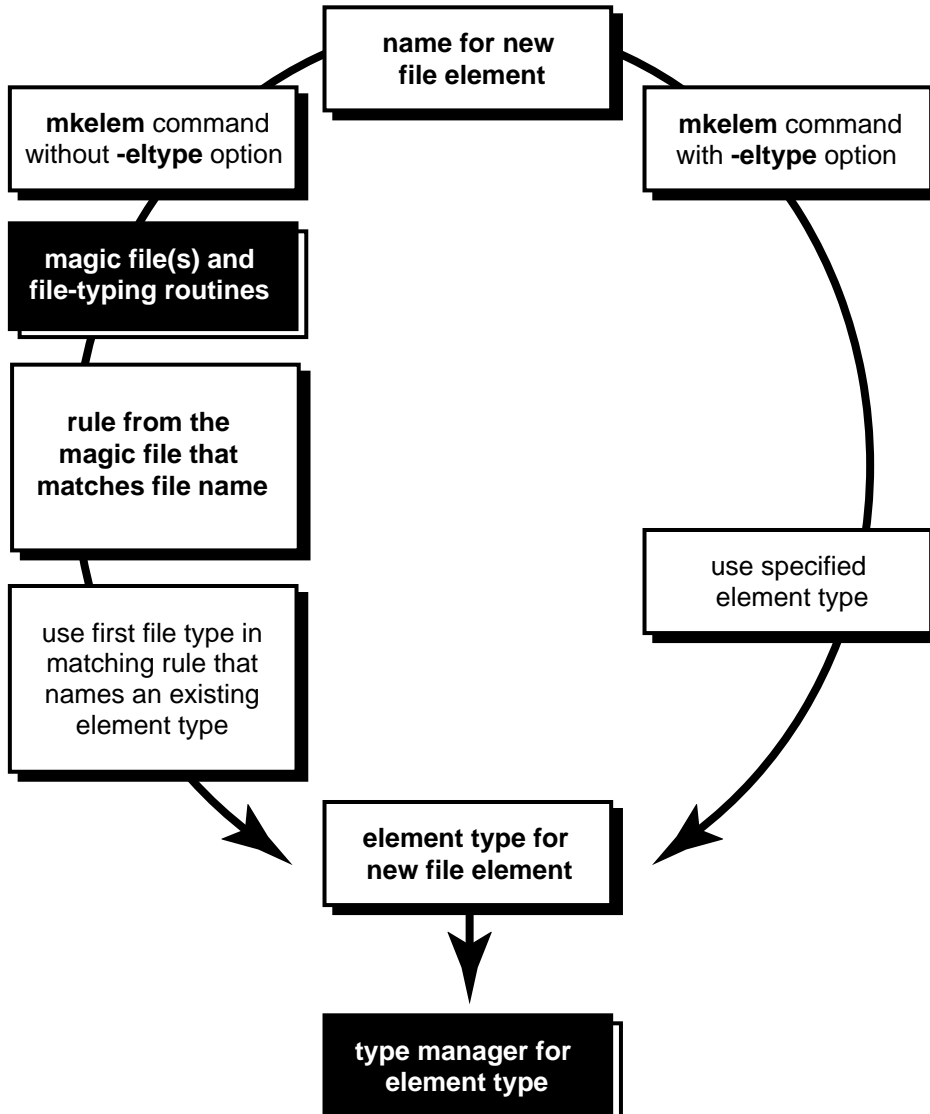 name for new
file element
mkelem command
without -eltype option
mkelem command
with -eltype option
magic file(s) and
file-typing routines
rule from the
magic file that
matches file name
use specified
element type
use first file type in
matching rule that
names an existing
element type
element type for
new file element
type manager for
element type